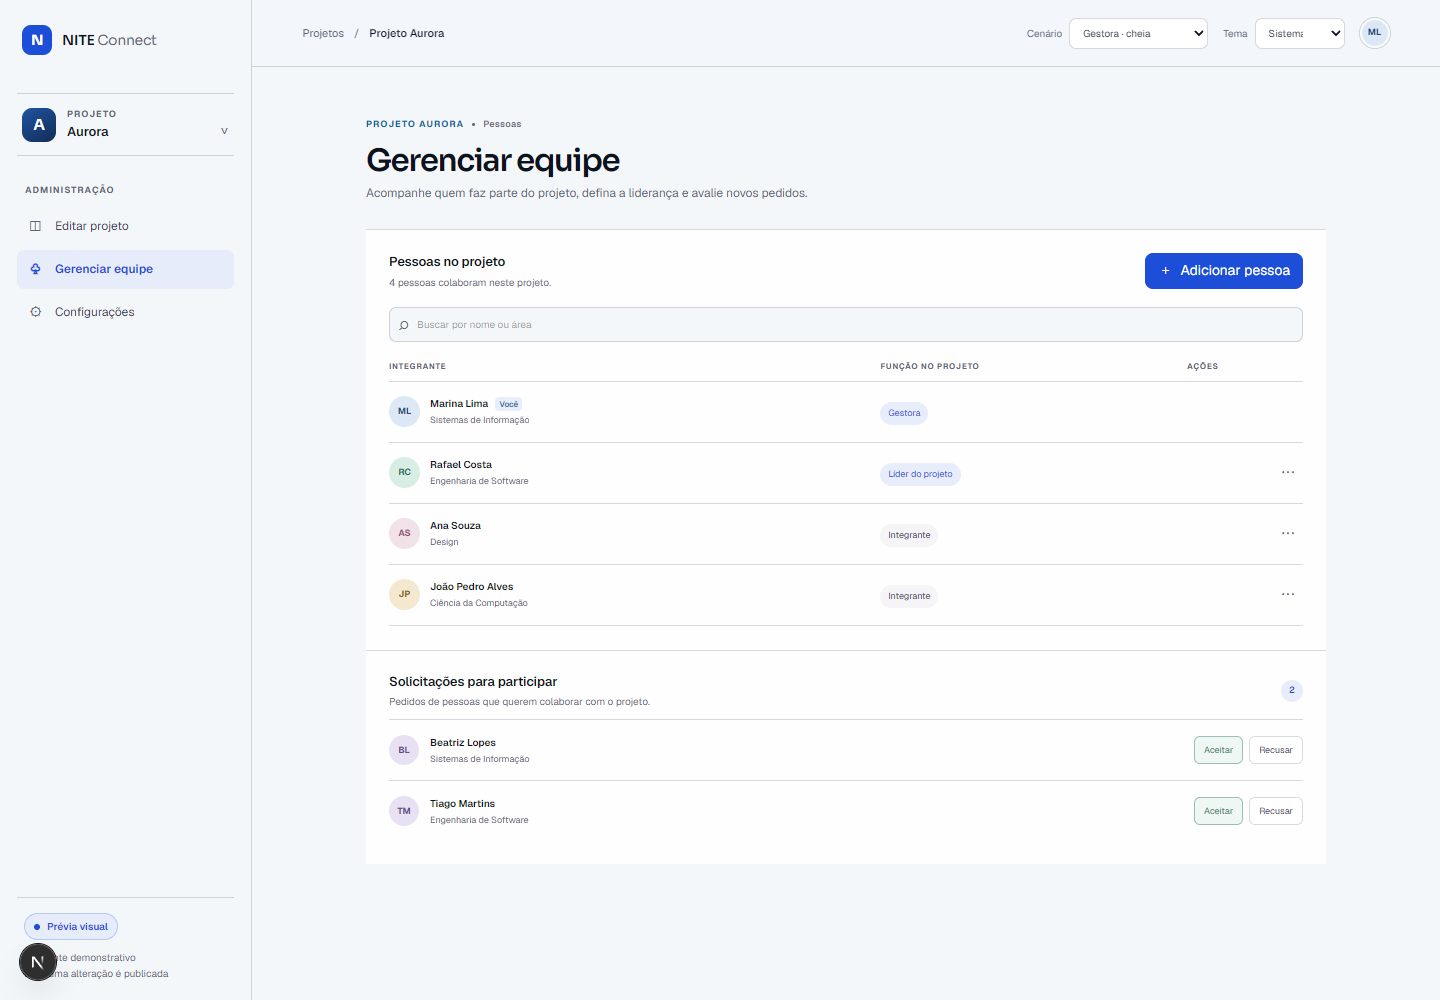 N NITE Connect
Projetos / Projeto Aurora
Cenário Gestora · cheia Tema Sistema ML
A PROJETO
Aurora
ADMINISTRAÇÃO
Editar projeto
Gerenciar equipe
Configurações
PROJETO AURORA • Pessoas
Gerenciar equipe
Acompanhe quem faz parte do projeto, defina a liderança e avalie novos pedidos.
Pessoas no projeto
4 pessoas colaboram neste projeto.
+ Adicionar pessoa
Buscar por nome ou área
INTEGRANTE FUNÇÃO NO PROJETO AÇÕES
ML Marina Lima Você
Sistemas de Informação
Gestora
RC Rafael Costa
Engenharia de Software
Líder do projeto
...
AS Ana Souza
Design
Integrante
...
JP João Pedro Alves
Ciência da Computação
Integrante
...
Solicitações para participar
Pedidos de pessoas que querem colaborar com o projeto.
2
BL Beatriz Lopes
Sistemas de Informação
Aceitar Recusar
TM Tiago Martins
Engenharia de Software
Aceitar Recusar
Prévia visual
demonstrativo
N
alteração é publicada